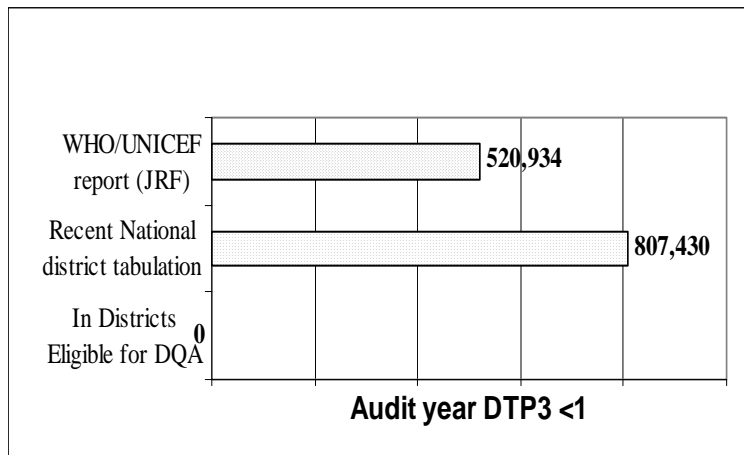 WHO/UNICEF
report (JRF)
520,934
Recent National
district tabulation
807,430
In Districts
Eligible for DQA
0
Audit year DTP3 <1